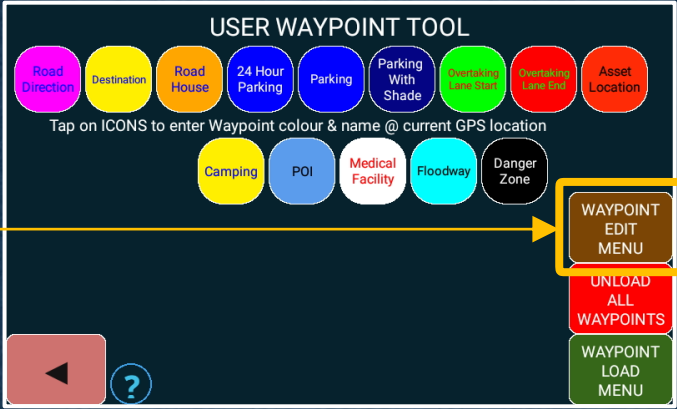 USER WAYPOINT TOOL
Road
Direction
Destination
Road
House
24 Hour
Parking
Parking
Parking
With
Shade
Overtaking
Lane Start
Overtaking
Lane End
Asset
Location
Tap on ICONS to enter Waypoint colour & name @ current GPS location
Camping
POI
Medical
Facility
Floodway
Danger
Zone
WAYPOINT
EDIT
MENU
UNLOAD
ALL
WAYPOINTS
WAYPOINT
LOAD
MENU
?